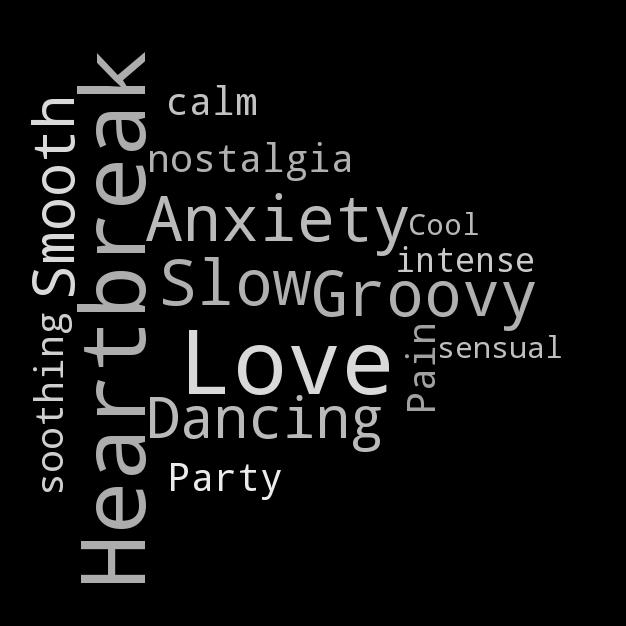 Heartbreak
Smooth
soothing
calm
nostalgia
Anxiety
Cool
intense
Slow
Groovy
Love
Pain
sensual
Dancing
Party